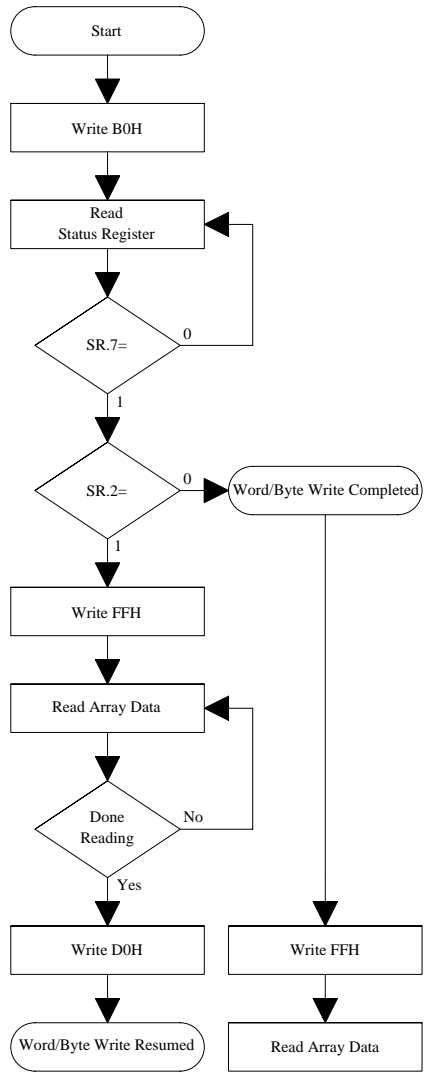 Start
Write B0H
Read
Status Register
SR.7=
0
1
SR.2=
0
Word/Byte Write Completed
1
Write FFH
Read Array Data
Done
Reading
No
Yes
Write D0H
Write FFH
Word/Byte Write Resumed
Read Array Data